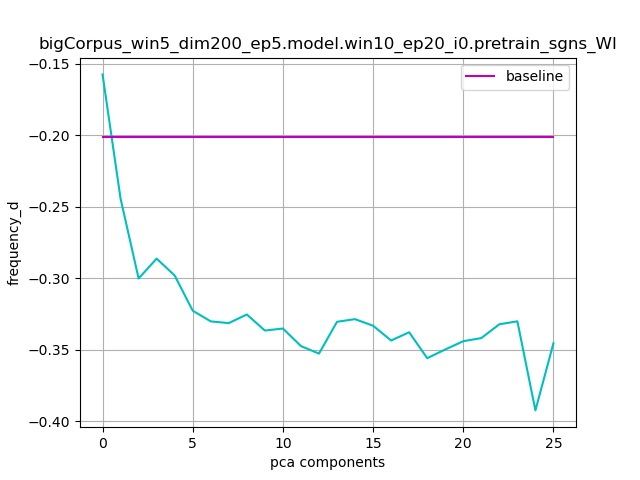 bigCorpus_win5_dim200_ep5.model.win10_ep20_i0.pretrain_sgns_WI
baseline
frequency_d
−0.15
−0.20
−0.25
−0.30
−0.35
−0.40
0 5 10 15 20 25
pca components